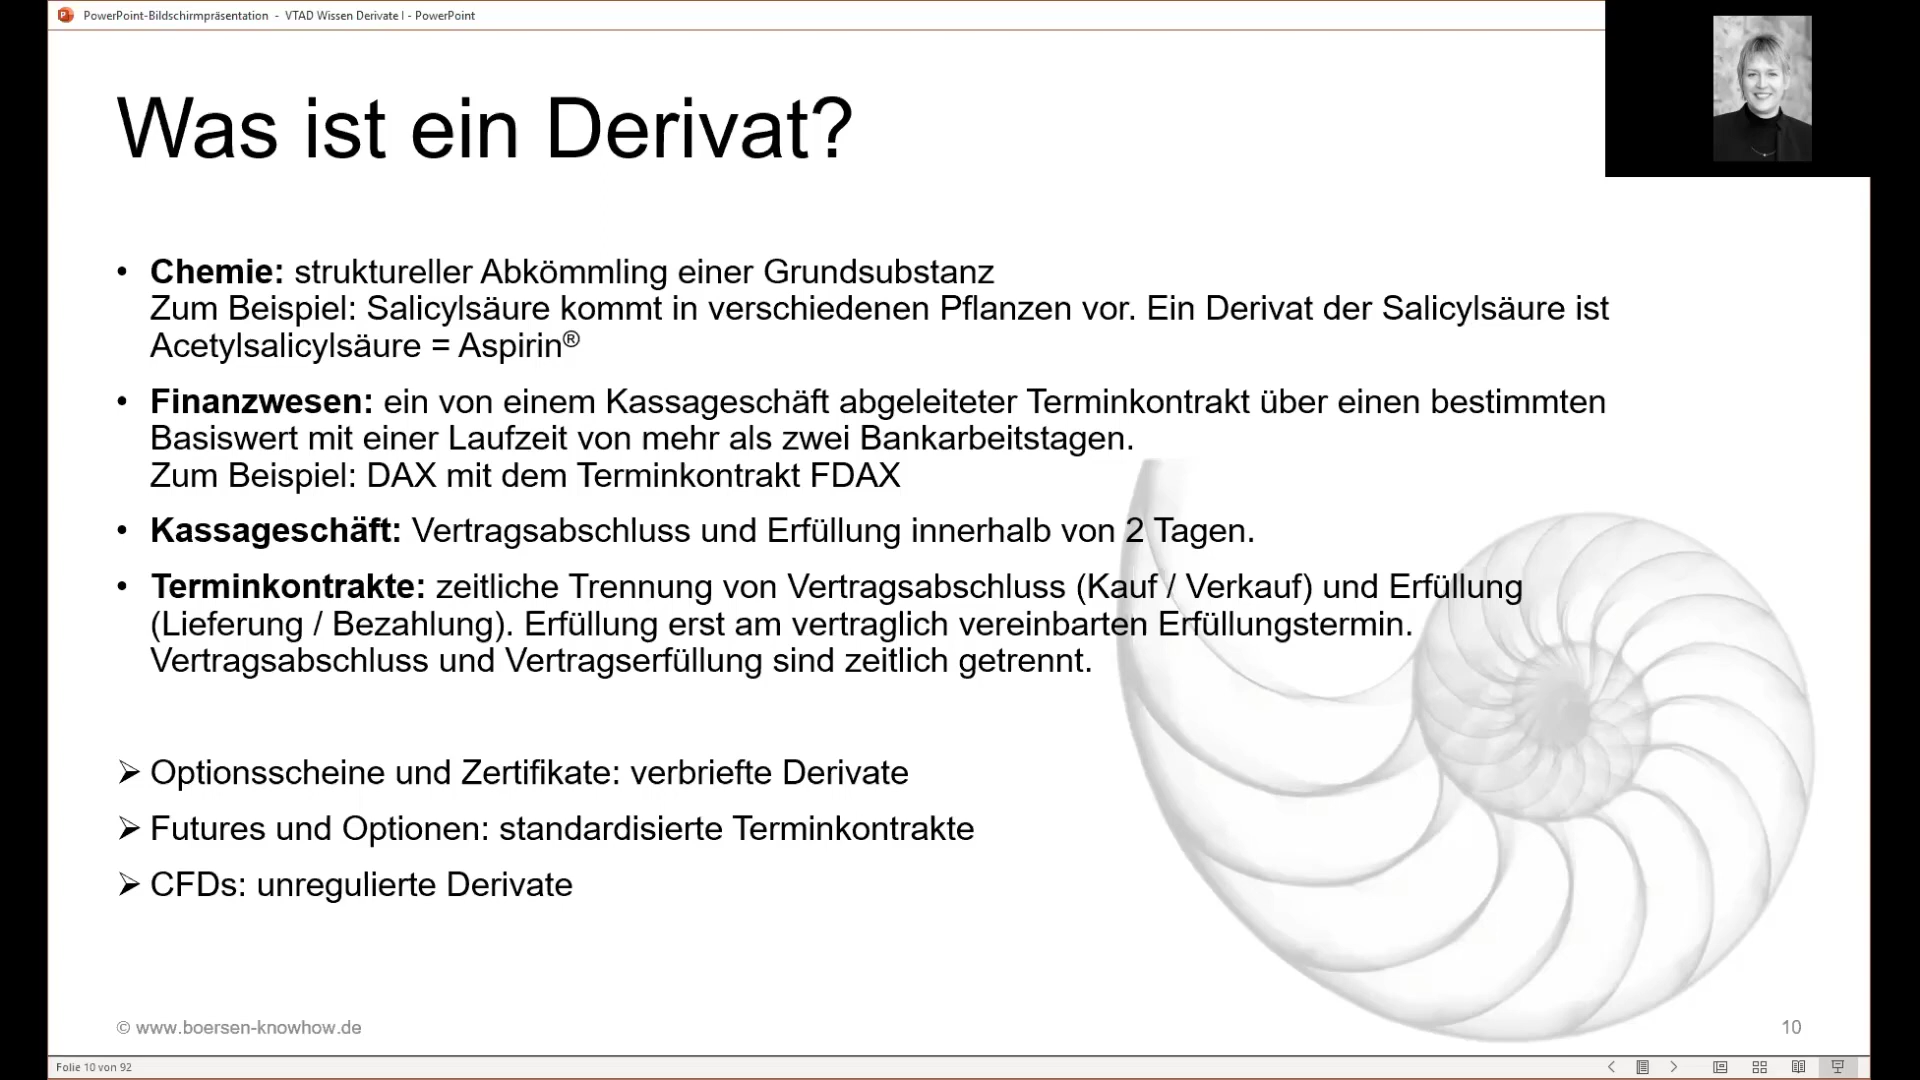 PowerPoint-Bildschirmpräsentation - VTAD Wissen Derivate I - PowerPoint
Was ist ein Derivat?
• Chemie: struktureller Abkömmling einer Grundsubstanz
Zum Beispiel: Salicylsäure kommt in verschiedenen Pflanzen vor. Ein Derivat der Salicylsäure ist
Acetylsalicylsäure = Aspirin®
• Finanzwesen: ein von einem Kassageschäft abgeleiteter Terminkontrakt über einen bestimmten
Basiswert mit einer Laufzeit von mehr als zwei Bankarbeitstagen.
Zum Beispiel: DAX mit dem Terminkontrakt FDAX
• Kassageschäft: Vertragsabschluss und Erfüllung innerhalb von 2 Tagen.
• Terminkontrakte: zeitliche Trennung von Vertragsabschluss (Kauf / Verkauf) und Erfüllung
(Lieferung / Bezahlung). Erfüllung erst am vertraglich vereinbarten Erfüllungstermin.
Vertragsabschluss und Vertragserfüllung sind zeitlich getrennt.
➢ Optionsscheine und Zertifikate: verbriefte Derivate
➢ Futures und Optionen: standardisierte Terminkontrakte
➢ CFDs: unregulierte Derivate
© www.boersen-knowhow.de
10
Folie 10 von 92